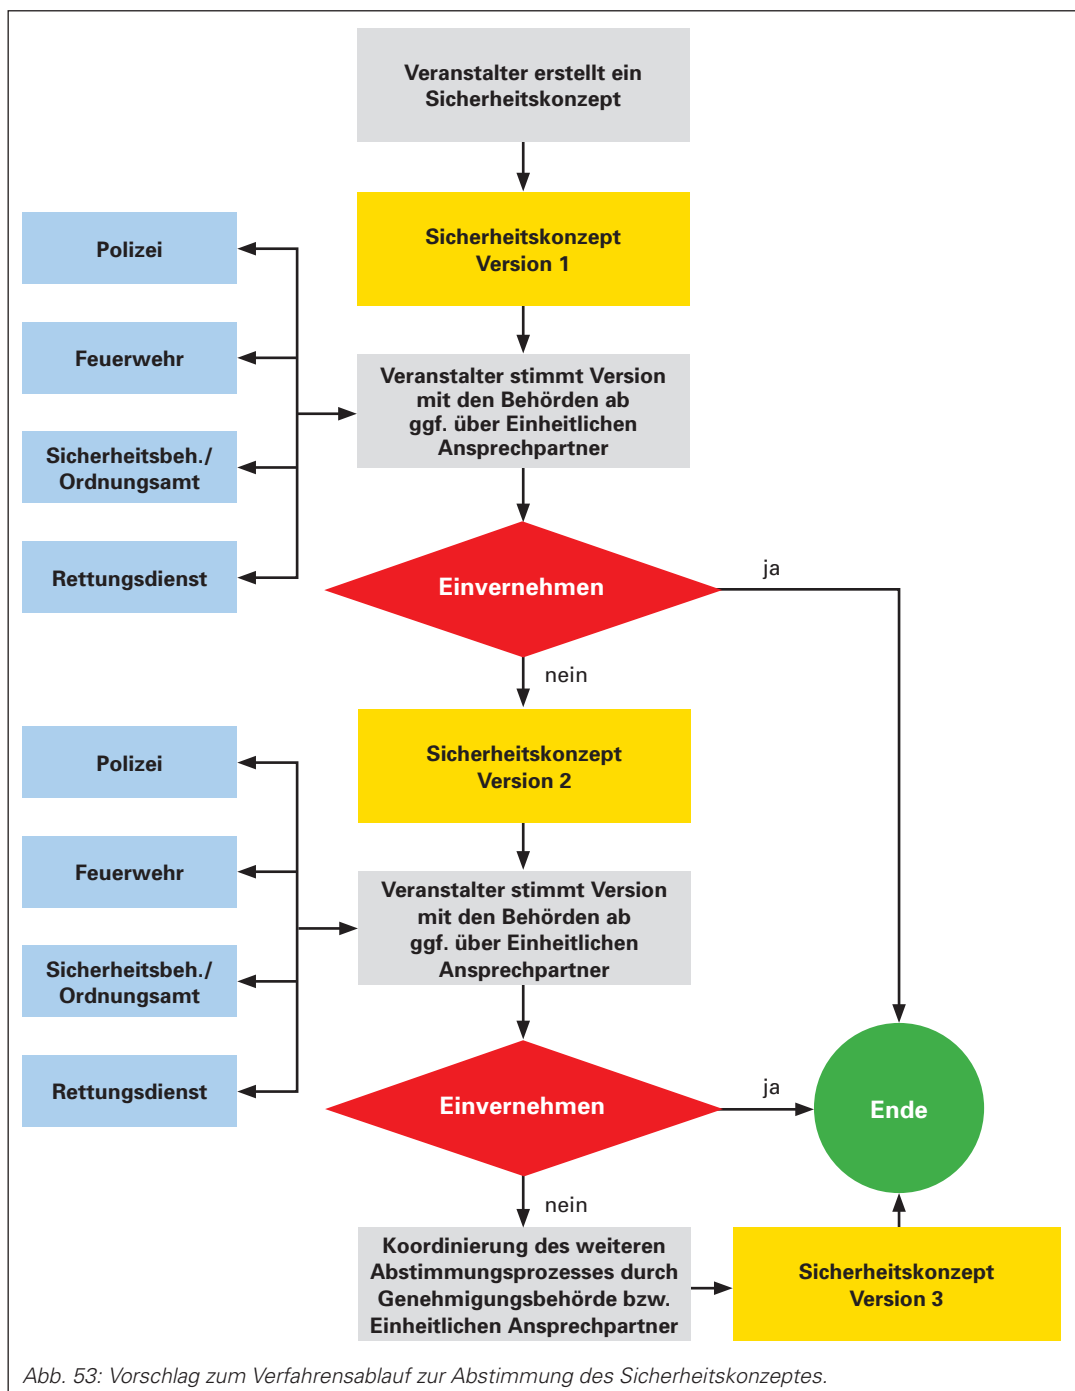 Veranstalter erstellt ein
Sicherheitskonzept
Sicherheitskonzept
Version 1
Polizei
Feuerwehr
Sicherheitsbeh./
Ordnungsamt
Rettungsdienst
Veranstalter stimmt Version
mit den Behörden ab
ggf. über Einheitlichen
Ansprechpartner
Einvernehmen
ja
nein
Sicherheitskonzept
Version 2
Polizei
Feuerwehr
Sicherheitsbeh./
Ordnungsamt
Rettungsdienst
Veranstalter stimmt Version
mit den Behörden ab
ggf. über Einheitlichen
Ansprechpartner
Einvernehmen
ja
Ende
nein
Koordinierung des weiteren
Abstimmungsprozesses durch
Genehmigungsbehörde bzw.
Einheitlichen Ansprechpartner
Sicherheitskonzept
Version 3
Abb. 53: Vorschlag zum Verfahrensablauf zur Abstimmung des Sicherheitskonzeptes.